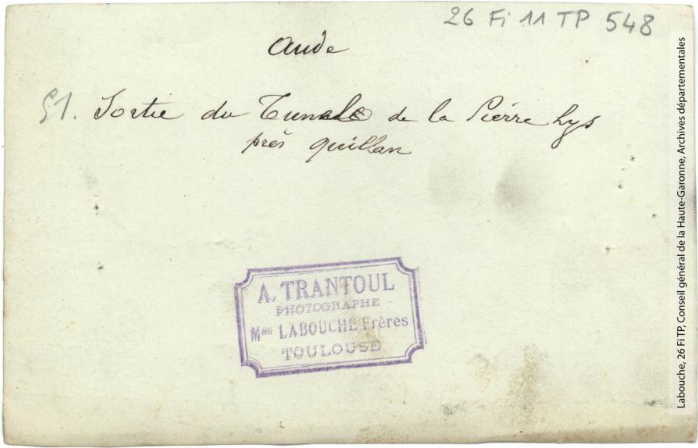 26 Fi 11 TP 548
Aude
51. Sortie du Tunele de la Pierre Lys
près Quillan
A. TRANTOUL
PHOTOGRAPHE
Mon LABOUCHE Frères
TOULOUSE
Labouche, 26 Fi TP, Conseil général de la Haute-Garonne, Archives départementales